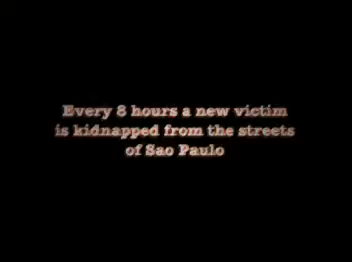 Every 8 hours a new victim
is kidnapped from the streets
of Sao Paulo